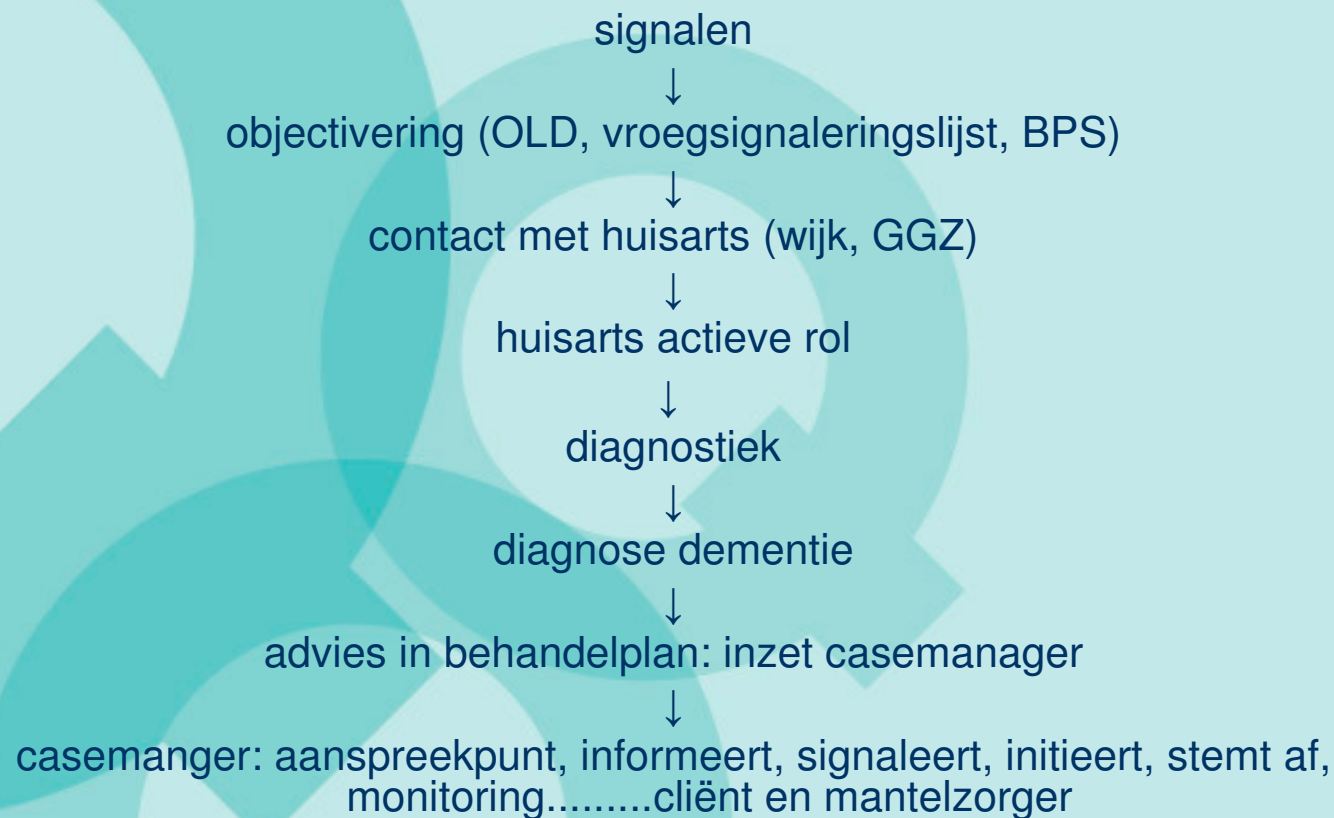 signalen
↓
objectivering (OLD, vroegsignaleringslijst, BPS)
↓
contact met huisarts (wijk, GGZ)
↓
huisarts actieve rol
↓
diagnostiek
↓
diagnose dementie
↓
advies in behandelplan: inzet casemanager
↓
casemanger: aanspreekpunt, informeert, signaleert, initieert, stemt af,
monitoring.........cliënt en mantelzorger